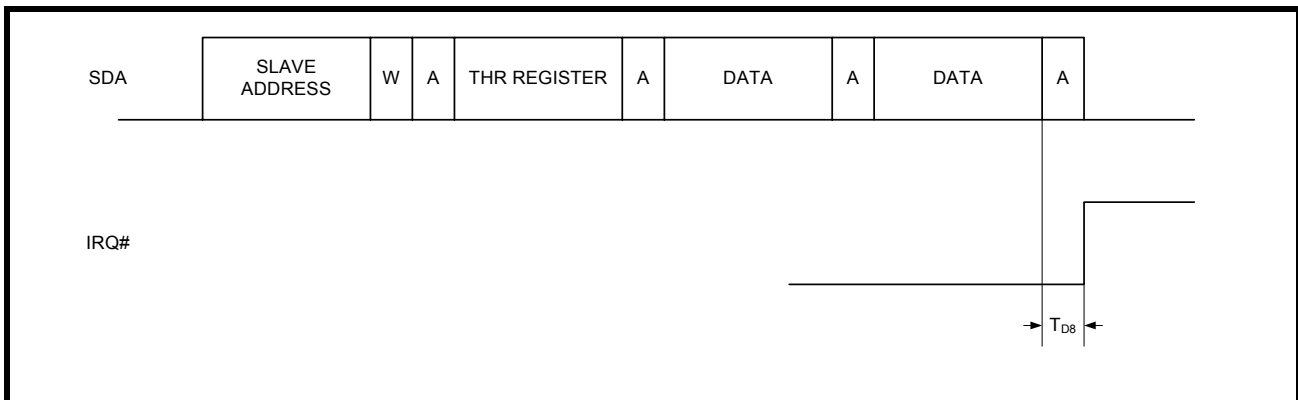 SDA
SLAVE
ADDRESS
W
A
THR REGISTER
A
DATA
A
DATA
A
IRQ#
TD8